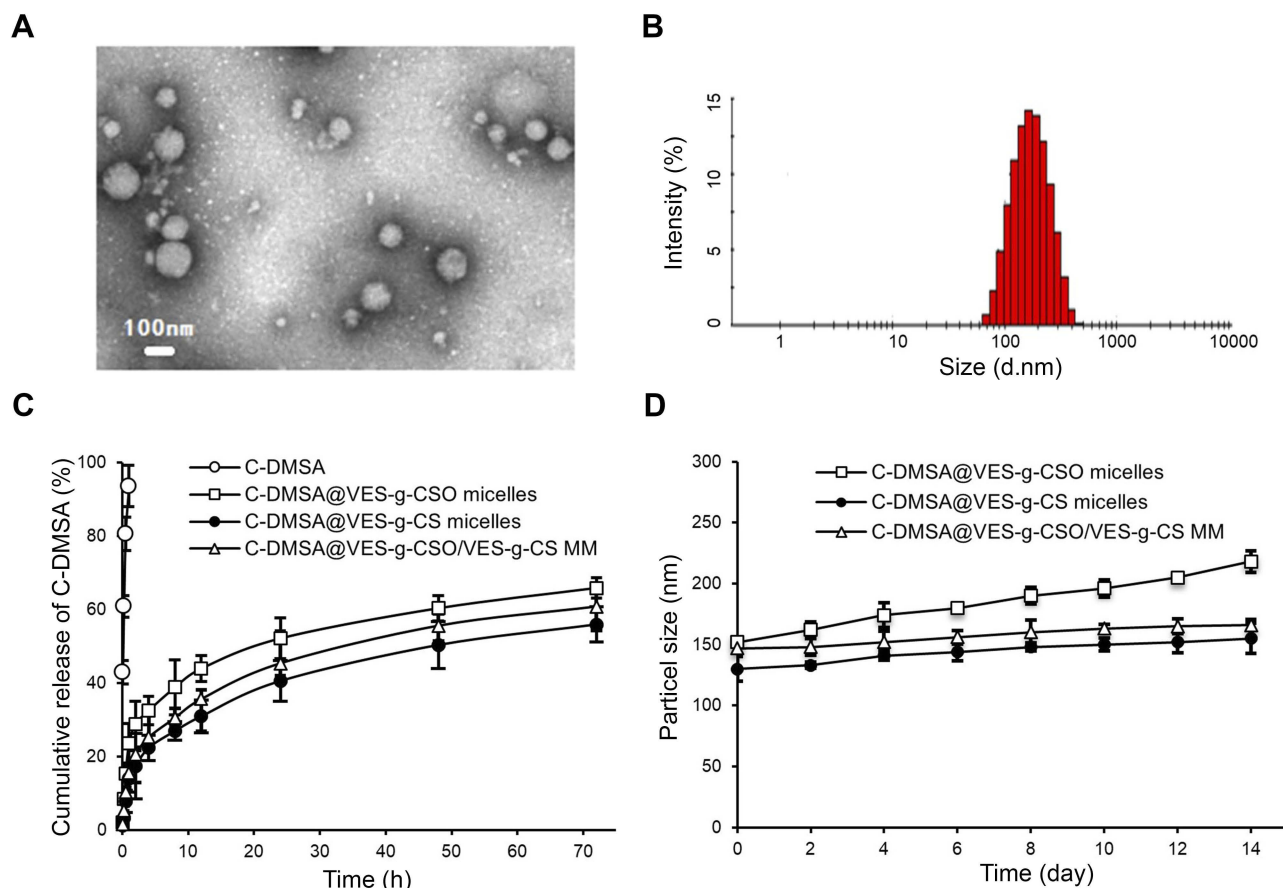 A
100nm
B
Intensity (%)
15
10
5
0
1 10 100 1000 10000
Size (d.nm)
C
Cumulative release of C-DMSA (%)
100
80
60
40
20
0
C-DMSA
C-DMSA@VES-g-CSO micelles
C-DMSA@VES-g-CS micelles
C-DMSA@VES-g-CSO/VES-g-CS MM
0 10 20 30 40 50 60 70
Time (h)
D
Particel size (nm)
300
250
200
150
100
50
0
C-DMSA@VES-g-CSO micelles
C-DMSA@VES-g-CS micelles
C-DMSA@VES-g-CSO/VES-g-CS MM
0 2 4 6 8 10 12 14
Time (day)